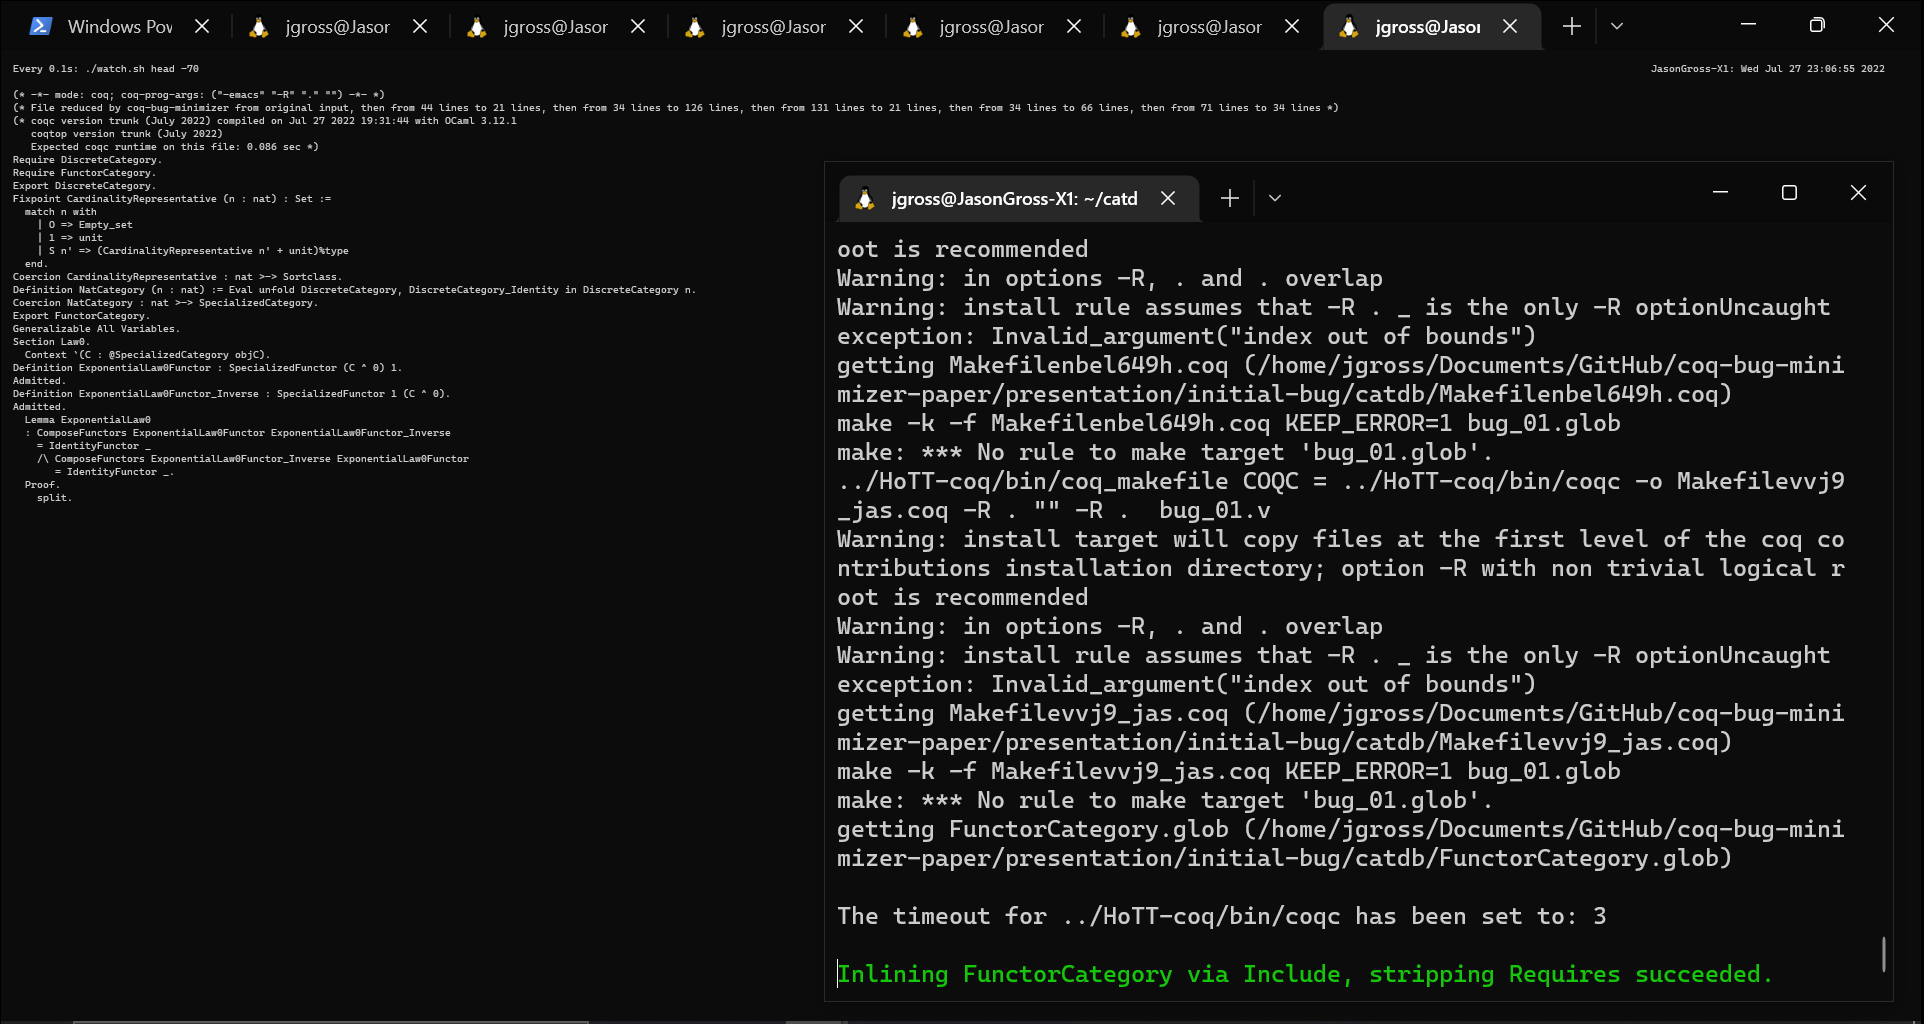 Windows Pov
jgross@Jasor
jgross@Jasor
jgross@Jasor
jgross@Jasor
jgross@Jasor
jgross@Jasor
Every 0.1s: ./watch.sh head -70
JasonGross-X1: Wed Jul 27 23:06:55 2022
(* -*- mode: coq; coq-prog-args: ("-emacs" "-R" "." "") -*- *)
(* File reduced by coq-bug-minimizer from original input, then from 44 lines to 21 lines, then from 34 lines to 126 lines, then from 131 lines to 21 lines, then from 34 lines to 66 lines, then from 71 lines to 34 lines *)
(* coqc version trunk (July 2022) compiled on Jul 27 2022 19:31:44 with OCaml 3.12.1
coqtop version trunk (July 2022)
Expected coqc runtime on this file: 0.086 sec *)
Require DiscreteCategory.
Require FunctorCategory.
Export DiscreteCategory.
Fixpoint CardinalityRepresentative (n : nat) : Set :=
match n with
| O => Empty_set
| 1 => unit
| S n' => (CardinalityRepresentative n' + unit)%type
end.
Coercion CardinalityRepresentative : nat >-> Sortclass.
Definition NatCategory (n : nat) := Eval unfold DiscreteCategory, DiscreteCategory_Identity in DiscreteCategory n.
Coercion NatCategory : nat >-> SpecializedCategory.
Export FunctorCategory.
Generalizable All Variables.
Section Law0.
Context `(C : @SpecializedCategory objC).
Definition ExponentialLaw0Functor : SpecializedFunctor (C ^ 0) 1.
Admitted.
Definition ExponentialLaw0Functor_Inverse : SpecializedFunctor 1 (C ^ 0).
Admitted.
Lemma ExponentialLaw0
: ComposeFunctors ExponentialLaw0Functor ExponentialLaw0Functor_Inverse
= IdentityFunctor _
/\ ComposeFunctors ExponentialLaw0Functor_Inverse ExponentialLaw0Functor
= IdentityFunctor _.
Proof.
split.
jgross@JasonGross-X1: ~/catd
oot is recommended
Warning: in options -R, . and . overlap
Warning: install rule assumes that -R . _ is the only -R optionUncaught
exception: Invalid_argument("index out of bounds")
getting Makefilenbel649h.coq (/home/jgross/Documents/GitHub/coq-bug-mini
mizer-paper/presentation/initial-bug/catdb/Makefilenbel649h.coq)
make -k -f Makefilenbel649h.coq KEEP_ERROR=1 bug_01.glob
make: *** No rule to make target 'bug_01.glob'.
../HoTT-coq/bin/coq_makefile COQC = ../HoTT-coq/bin/coqc -o Makefilevvj9
_jas.coq -R . "" -R .  bug_01.v
Warning: install target will copy files at the first level of the coq co
ntributions installation directory; option -R with non trivial logical r
oot is recommended
Warning: in options -R, . and . overlap
Warning: install rule assumes that -R . _ is the only -R optionUncaught
exception: Invalid_argument("index out of bounds")
getting Makefilevvj9_jas.coq (/home/jgross/Documents/GitHub/coq-bug-mini
mizer-paper/presentation/initial-bug/catdb/Makefilevvj9_jas.coq)
make -k -f Makefilevvj9_jas.coq KEEP_ERROR=1 bug_01.glob
make: *** No rule to make target 'bug_01.glob'.
getting FunctorCategory.glob (/home/jgross/Documents/GitHub/coq-bug-mini
mizer-paper/presentation/initial-bug/catdb/FunctorCategory.glob)
The timeout for ../HoTT-coq/bin/coqc has been set to: 3
Inlining FunctorCategory via Include, stripping Requires succeeded.